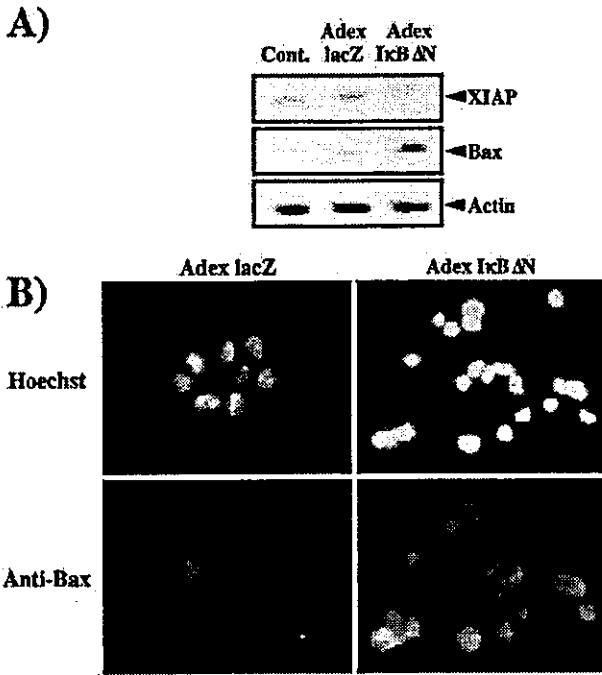 A)
Cont. Adex lacZ Adex IκBΔN
XIAP
Bax
Actin
B)
Adex lacZ Adex IκBΔN
Hoechst
Anti-Bax